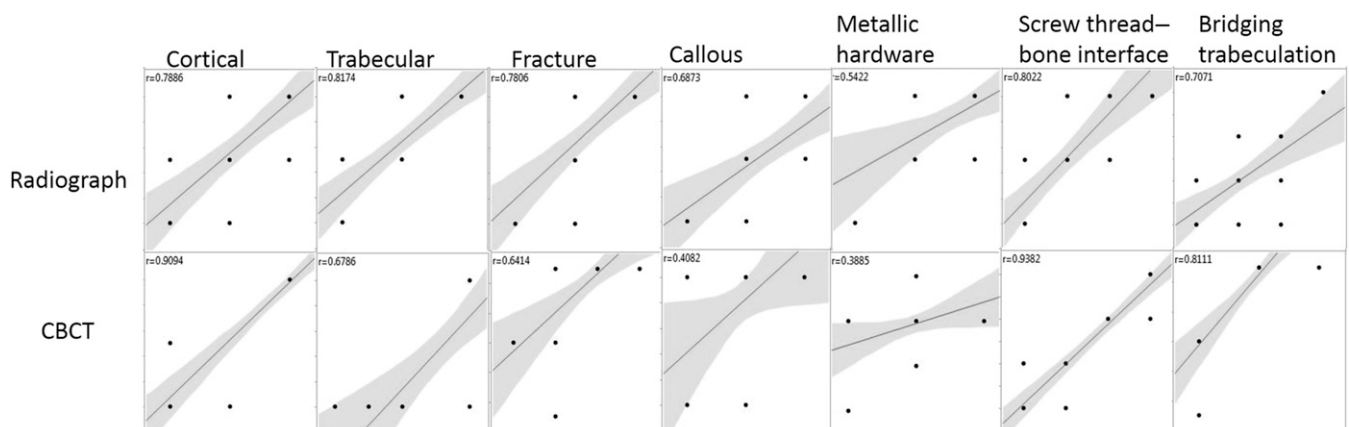 Cortical
Trabecular
Fracture
Callous
Metallic
hardware
Screw thread–
bone interface
Bridging
trabeculation
Radiograph
r=0.7886
r=0.8174
r=0.7806
r=0.6873
r=0.5422
r=0.8022
r=0.7071
CBCT
r=0.9094
r=0.6786
r=0.6414
r=0.4082
r=0.3885
r=0.9382
r=0.8111